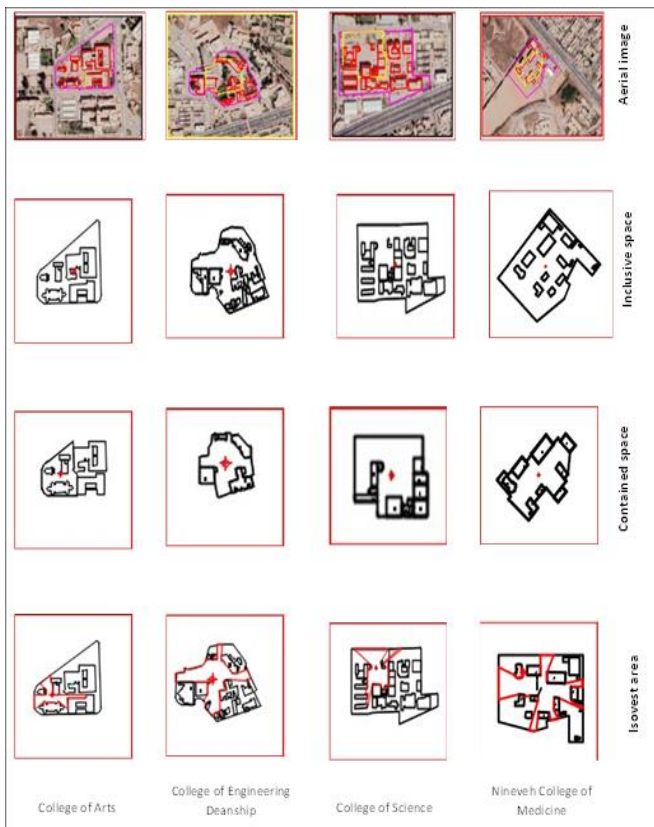 Aerial image
Inclusive space
Contained space
Isovest area
College of Arts
College of Engineering
Deanship
College of Science
Nineveh College of
Medicine